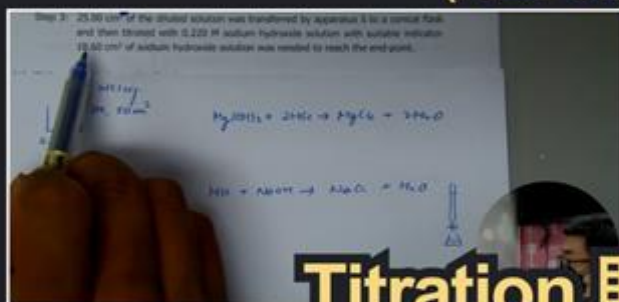 Step 3: 25.00 cm³ of the diluted solution was transferred by apparatus S to a conical flask
and then titrated with 0.220 M sodium hydroxide solution with suitable indicator.
18.60 cm³ of sodium hydroxide solution was needed to reach the end-point.
Mg(OH)₂ + 2HCl → MgCl₂ + 2H₂O
HCl + NaOH → NaCl + H₂O
Titration